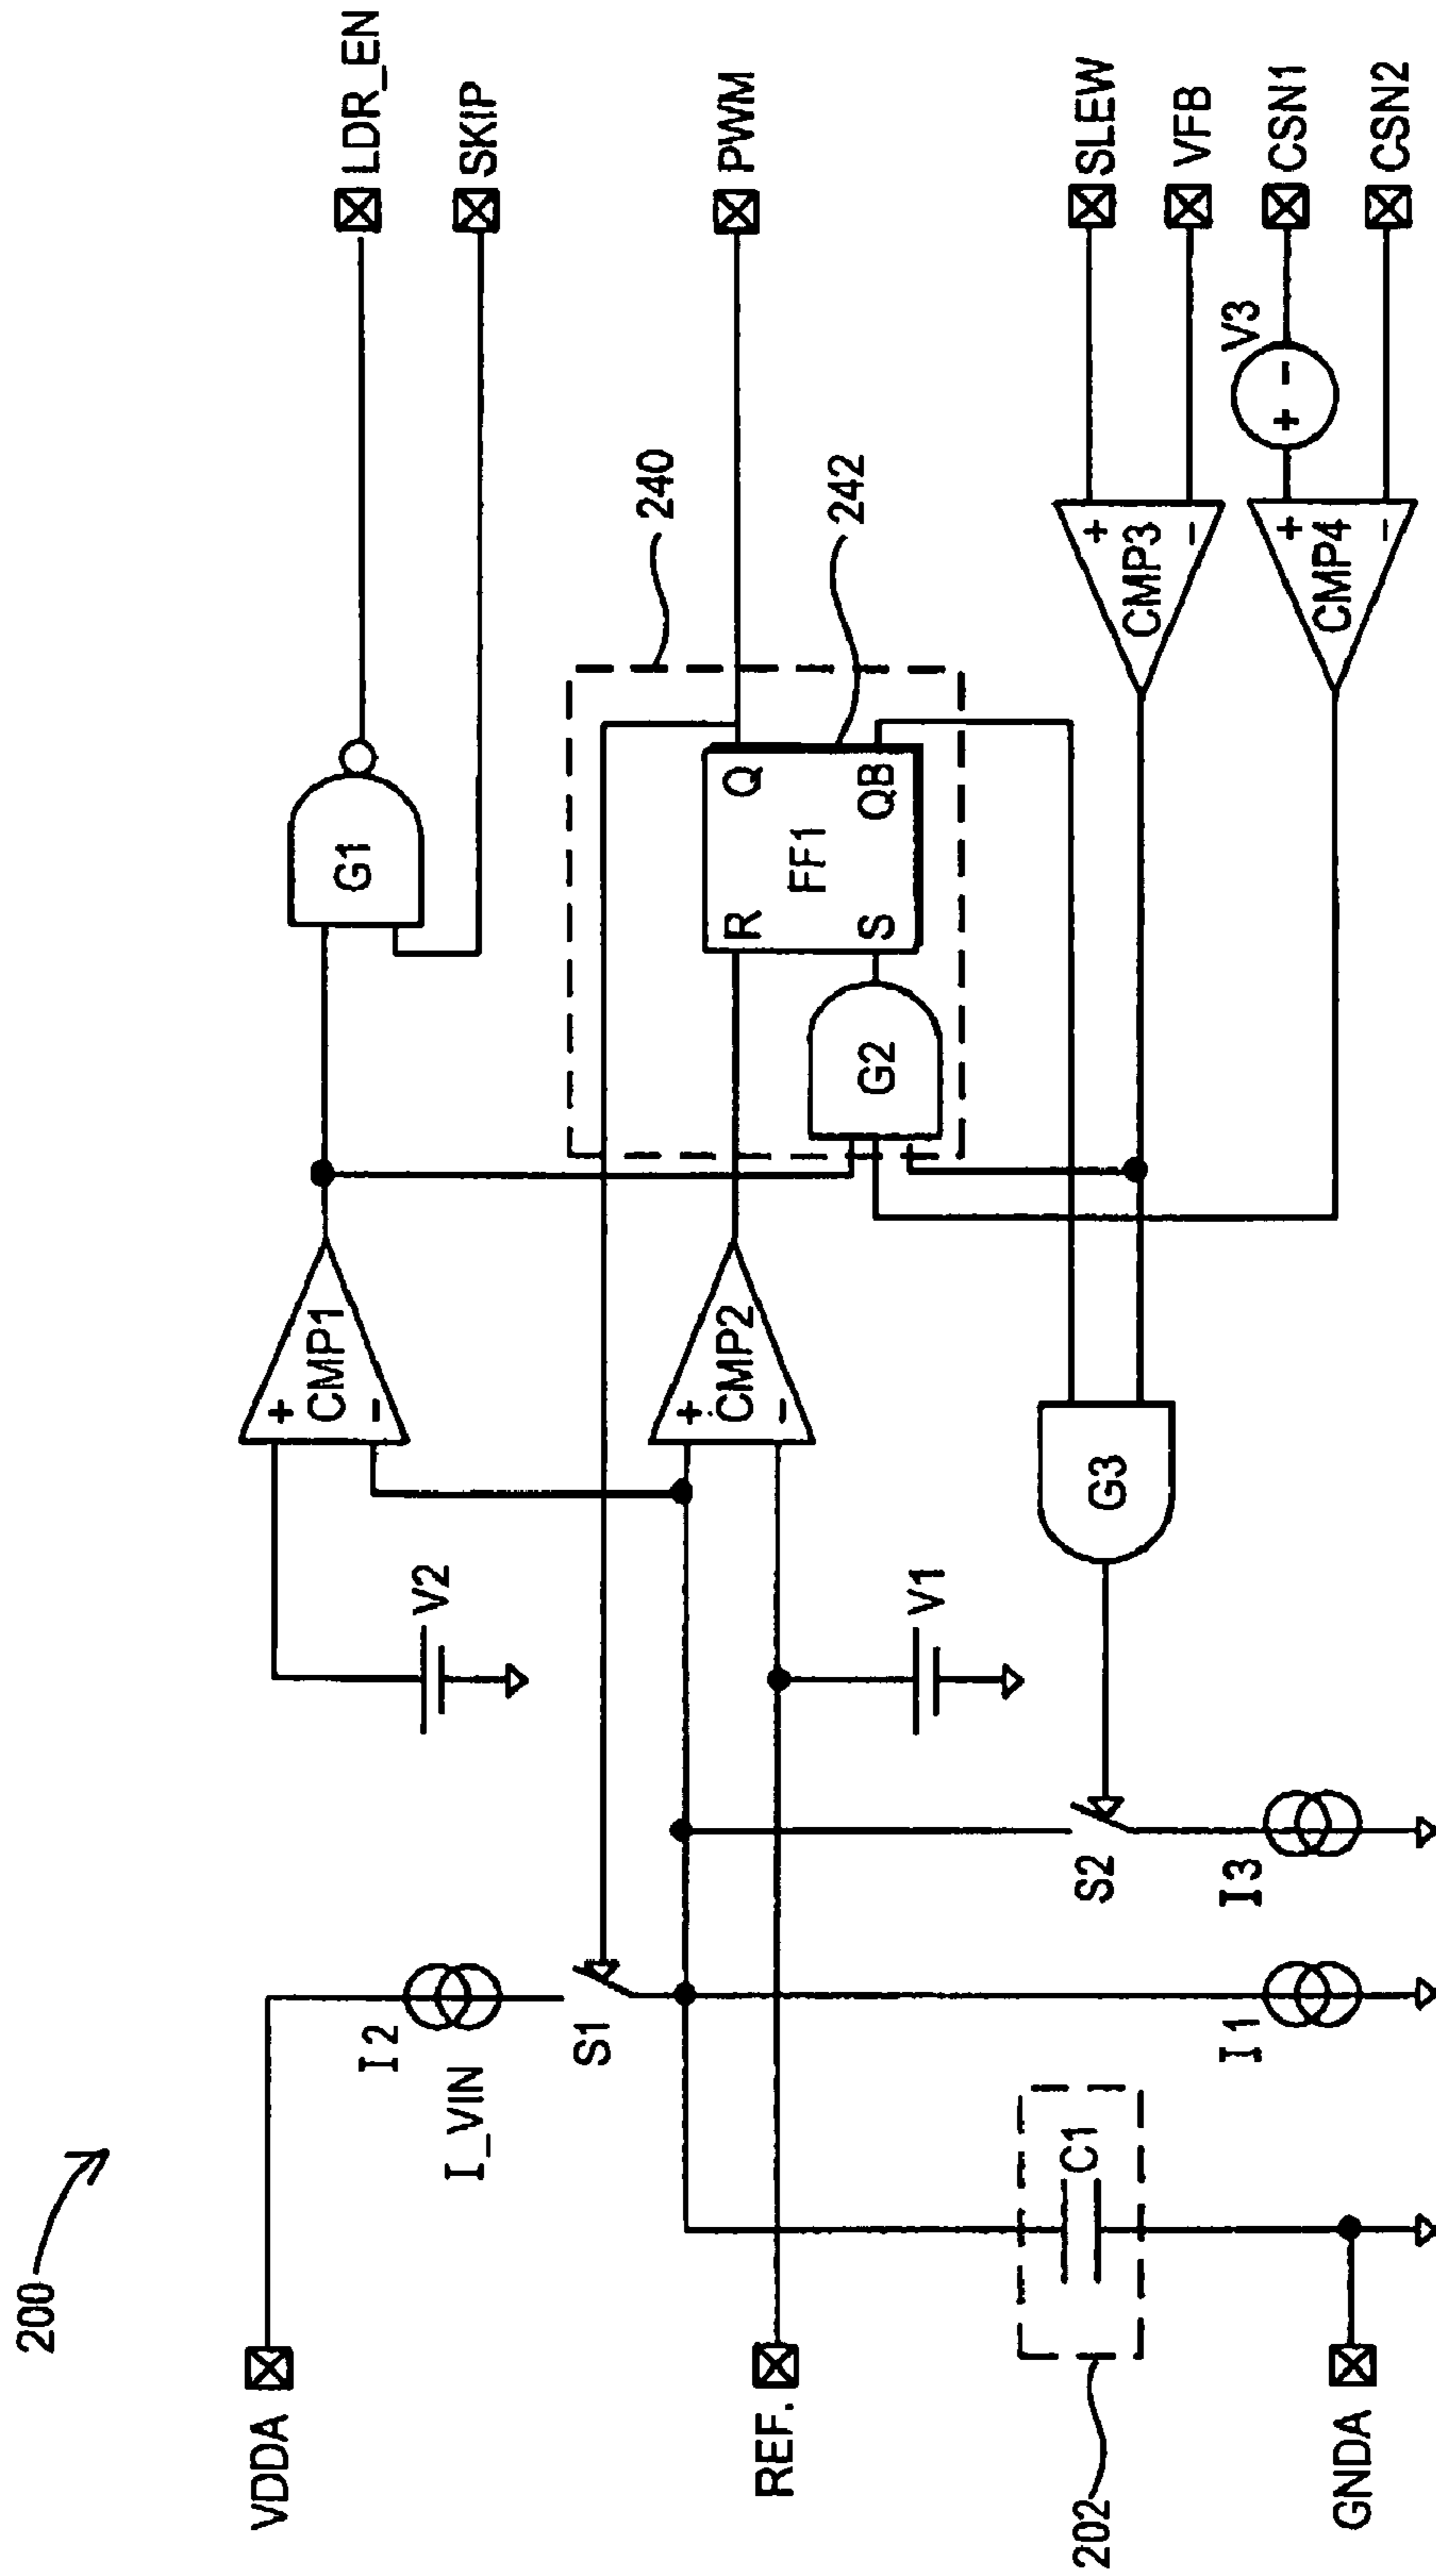 200
VDDA
I2
I_VIN
S1
V2
+
CMP1
-
G1
LDR_EN
SKIP
REF.
+
CMP2
-
V1
240
R
Q
FF1
S
QB
G2
242
PWM
202
C1
GNDA
I1
S2
I3
G3
+
CMP3
-
SLEW
VFB
V3
+ -
+
CMP4
-
CSN1
CSN2